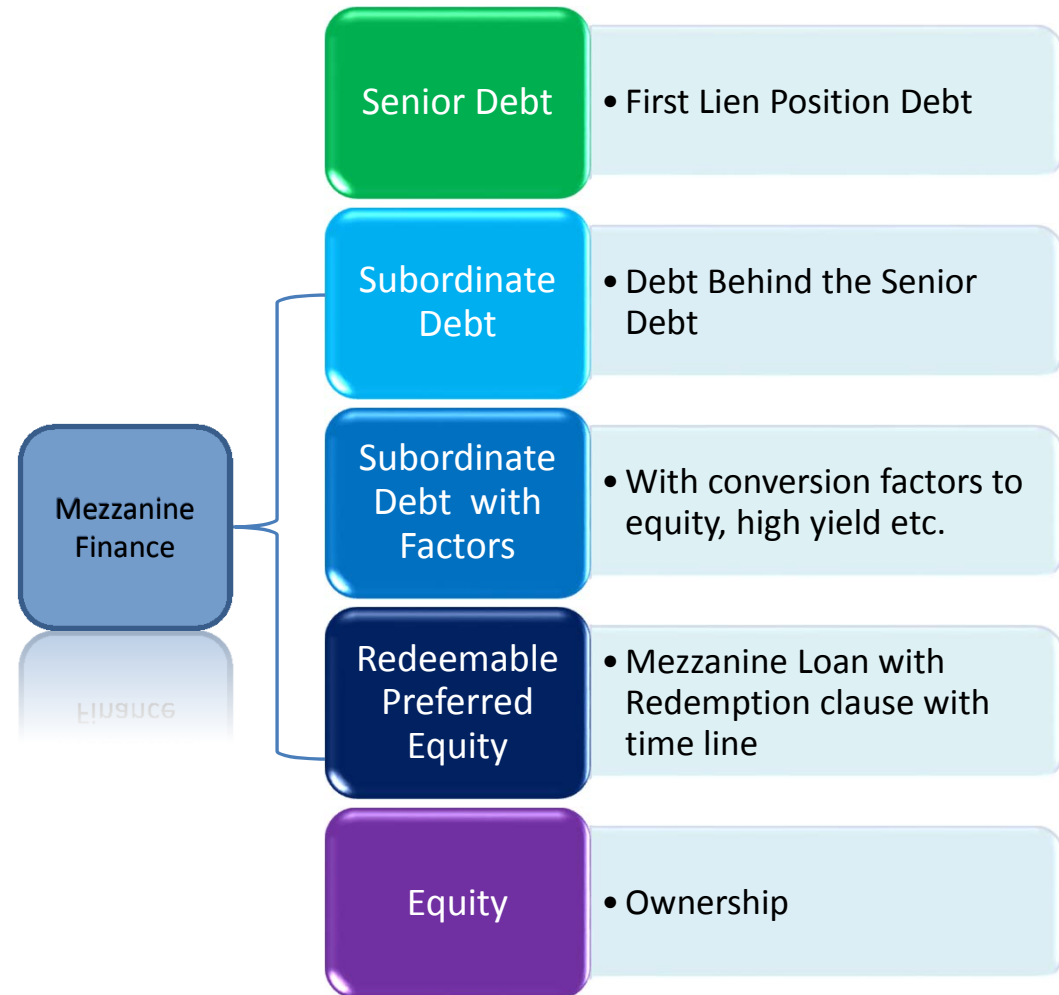 Senior Debt
• First Lien Position Debt
Subordinate
Debt
• Debt Behind the Senior
Debt
Mezzanine
Finance
Subordinate
Debt with
Factors
• With conversion factors to
equity, high yield etc.
Redeemable
Preferred
Equity
• Mezzanine Loan with
Redemption clause with
time line
Equity
• Ownership